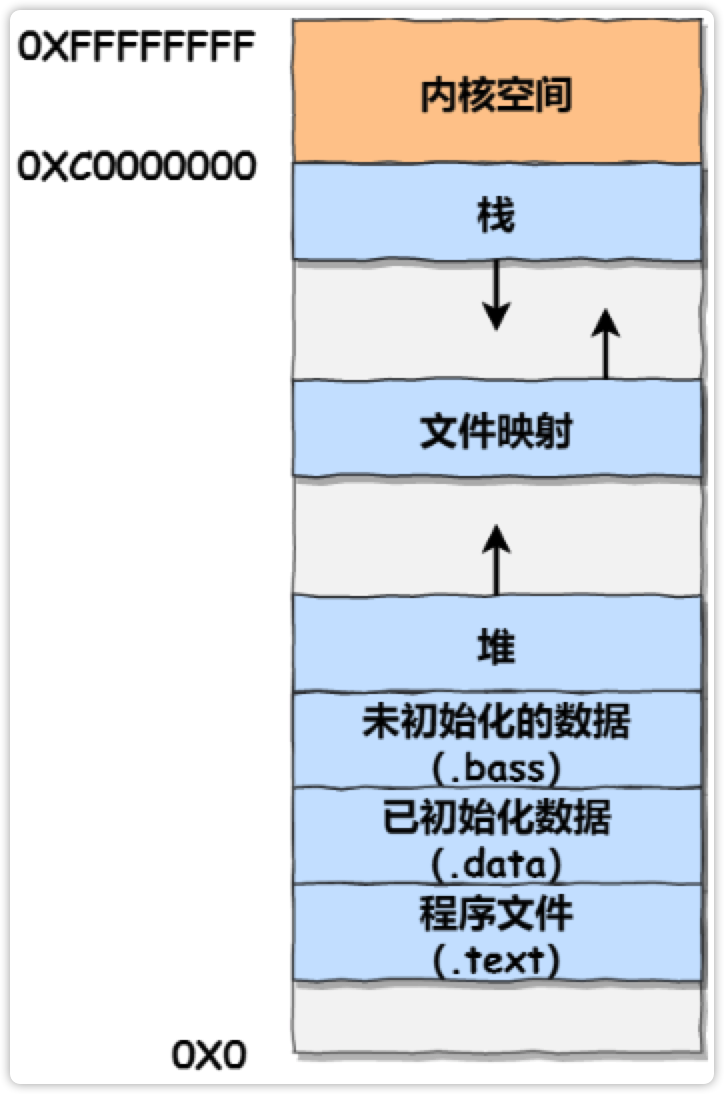 0XFFFFFFFF
内核空间
0XC0000000
栈
文件映射
堆
未初始化的数据
(.bass)
已初始化数据
(.data)
程序文件
(.text)
0X0